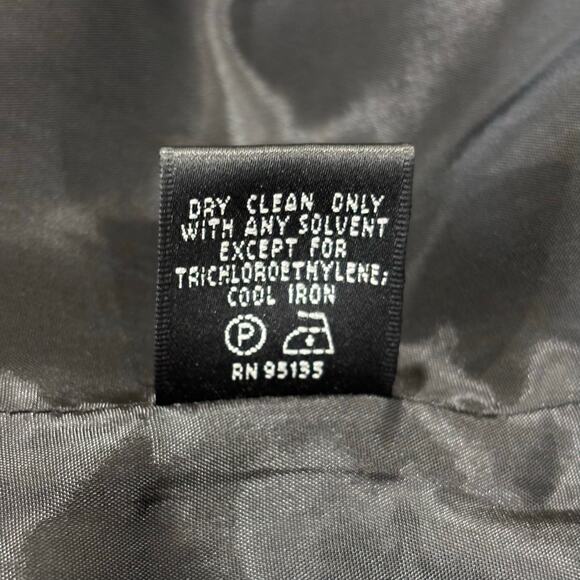 DRY CLEAN ONLY
WITH ANY SOLVENT
EXCEPT FOR
TRICHLOROETHYLENE;
COOL IRON
P
RN 95135